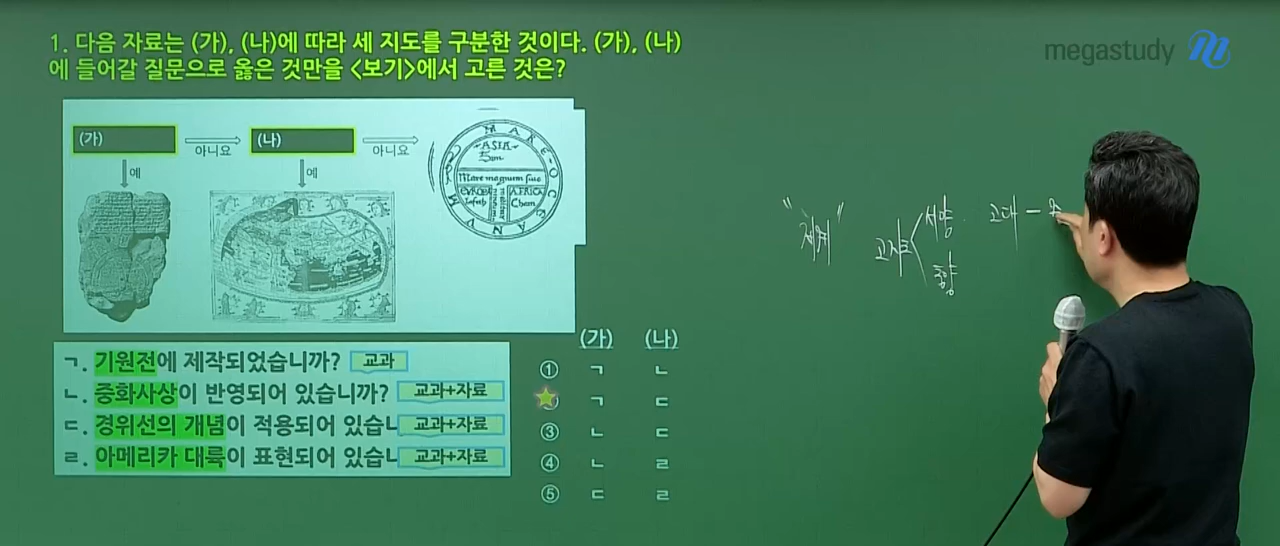 1. 다음 자료는 (가), (나)에 따라 세 지도를 구분한 것이다. (가), (나)
에 들어갈 질문으로 옳은 것만을 <보기>에서 고른 것은?
megastudy
(가)
아니요
(나)
아니요
예
예
MARE·OCEANVM
ASIA
Sem
Mare magnum sive
EVROPA
Iafeth
AFRICA
Cham
" 세계 "
고지도
서양
동양
고대 -
ㄱ. 기원전에 제작되었습니까? 교과
ㄴ. 중화사상이 반영되어 있습니까? 교과+자료
ㄷ. 경위선의 개념이 적용되어 있습니 교과+자료
ㄹ. 아메리카 대륙이 표현되어 있습니 교과+자료
(가) (나)
① ㄱ ㄴ
ㄱ ㄷ
③ ㄴ ㄷ
④ ㄴ ㄹ
⑤ ㄷ ㄹ